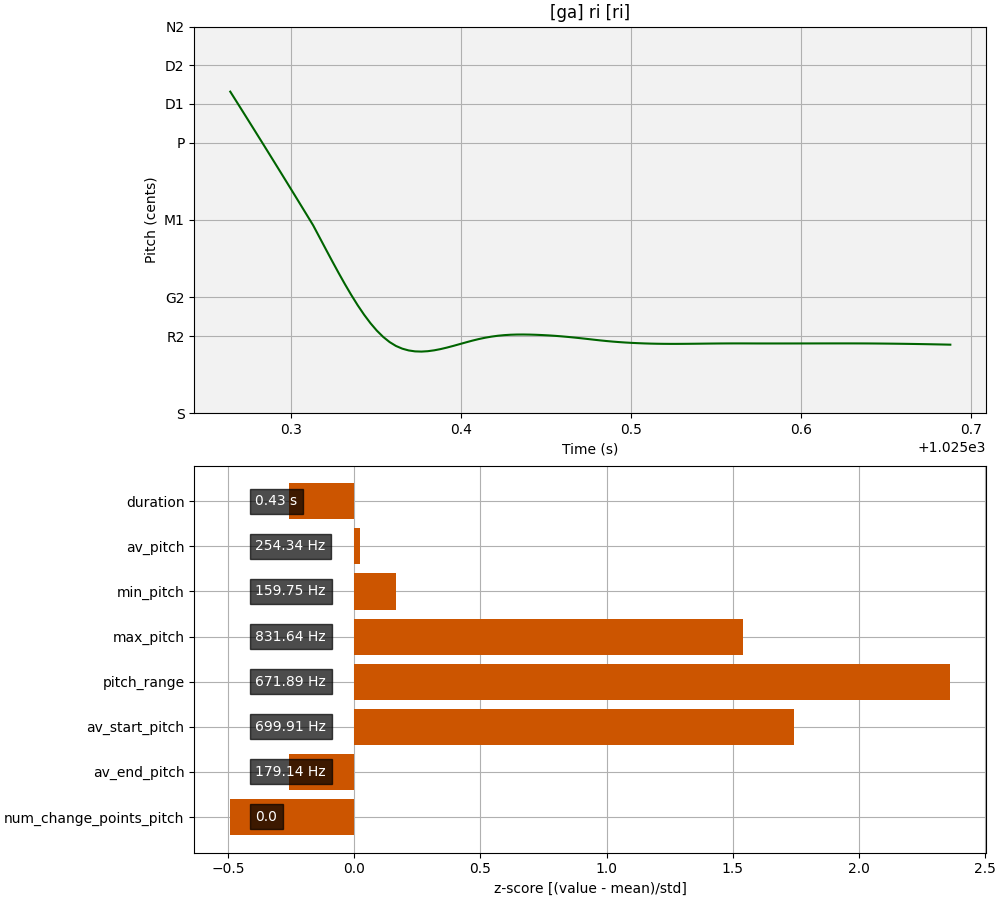 [ga] ri [ri]
N2
D2
D1
P
M1
G2
R2
S
Pitch (cents)
0.3 0.4 0.5 0.6 0.7
Time (s)
+1.025e3
duration 0.43 s
av_pitch 254.34 Hz
min_pitch 159.75 Hz
max_pitch 831.64 Hz
pitch_range 671.89 Hz
av_start_pitch 699.91 Hz
av_end_pitch 179.14 Hz
num_change_points_pitch 0.0
−0.5 0.0 0.5 1.0 1.5 2.0 2.5
z-score [(value - mean)/std]